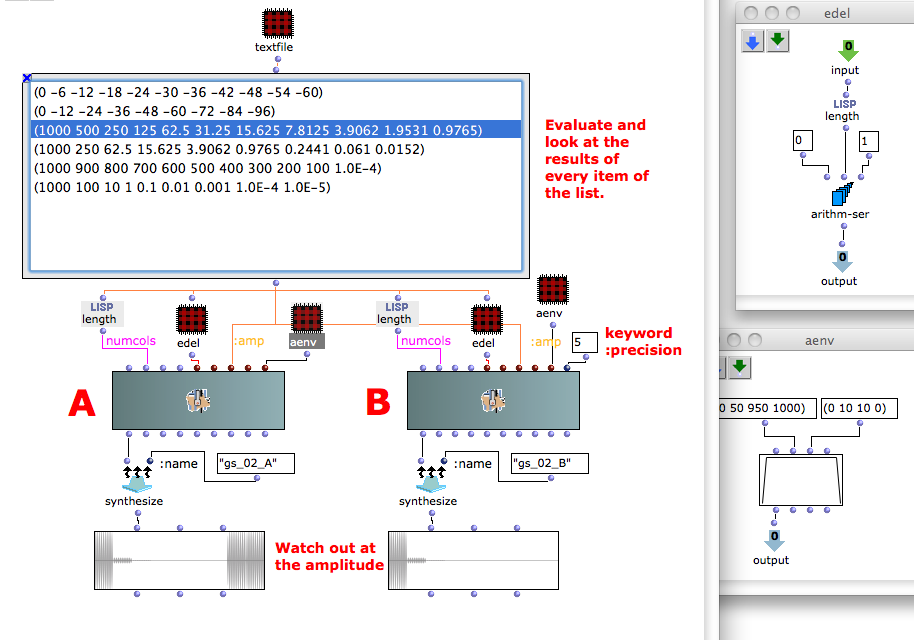 textfile
(0 -6 -12 -18 -24 -30 -36 -42 -48 -54 -60)
(0 -12 -24 -36 -48 -60 -72 -84 -96)
(1000 500 250 125 62.5 31.25 15.625 7.8125 3.9062 1.9531 0.9765)
(1000 250 62.5 15.625 3.9062 0.9765 0.2441 0.061 0.0152)
(1000 900 800 700 600 500 400 300 200 100 1.0E-4)
(1000 100 10 1 0.1 0.01 0.001 1.0E-4 1.0E-5)
Evaluate and
look at the
results of
every item of
the list.
LISP
length
numcols
edel
:amp
aenv
LISP
length
numcols
edel
:amp
aenv
5
keyword
:precision
A
B
:name
"gs_02_A"
synthesize
:name
"gs_02_B"
synthesize
Watch out at
the amplitude
edel
0
input
LISP
length
0
1
arithm-ser
0
output
aenv
0 50 950 1000)
(0 10 10 0)
0
output